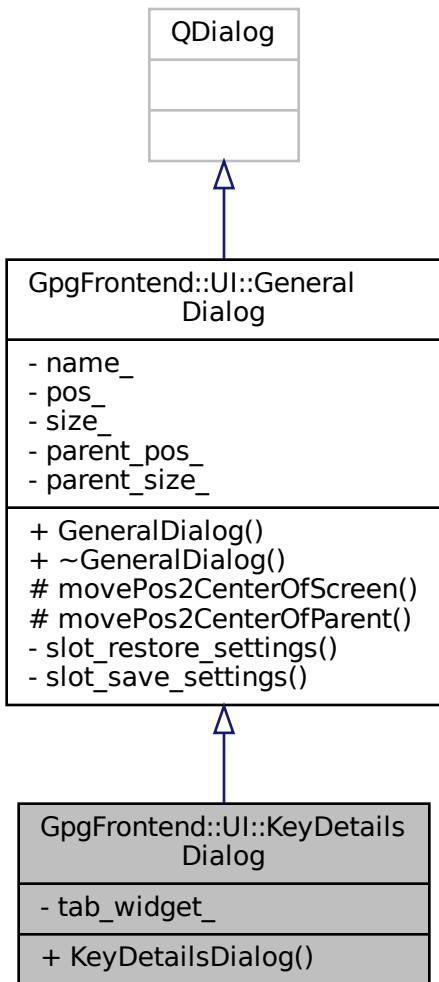 QDialog
GpgFrontend::UI::General
Dialog
- name_
- pos_
- size_
- parent_pos_
- parent_size_
+ GeneralDialog()
+ ~GeneralDialog()
# movePos2CenterOfScreen()
# movePos2CenterOfParent()
- slot_restore_settings()
- slot_save_settings()
GpgFrontend::UI::KeyDetails
Dialog
- tab_widget_
+ KeyDetailsDialog()